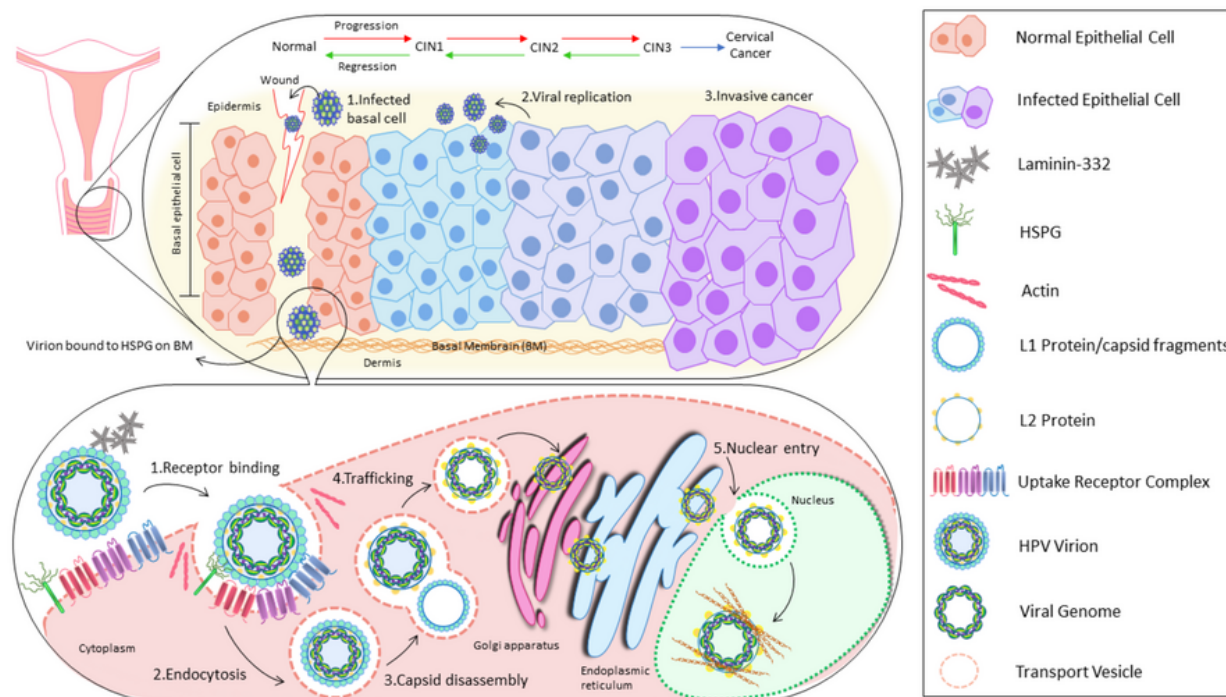 Progression
Normal
CIN1
CIN2
CIN3
Cervical
Cancer
Regression
Wound
Epidermis
1.Infected
basal cell
2.Viral replication
3.Invasive cancer
Basal epithelial cell
Virion bound to HSPG on BM
Basal Membrain (BM)
Dermis
1.Receptor binding
4.Trafficking
5.Nuclear entry
Nucleus
Cytoplasm
2.Endocytosis
3.Capsid disassembly
Golgi apparatus
Endoplasmic
reticulum
Normal Epithelial Cell
Infected Epithelial Cell
Laminin-332
HSPG
Actin
L1 Protein/capsid fragments
L2 Protein
Uptake Receptor Complex
HPV Virion
Viral Genome
Transport Vesicle